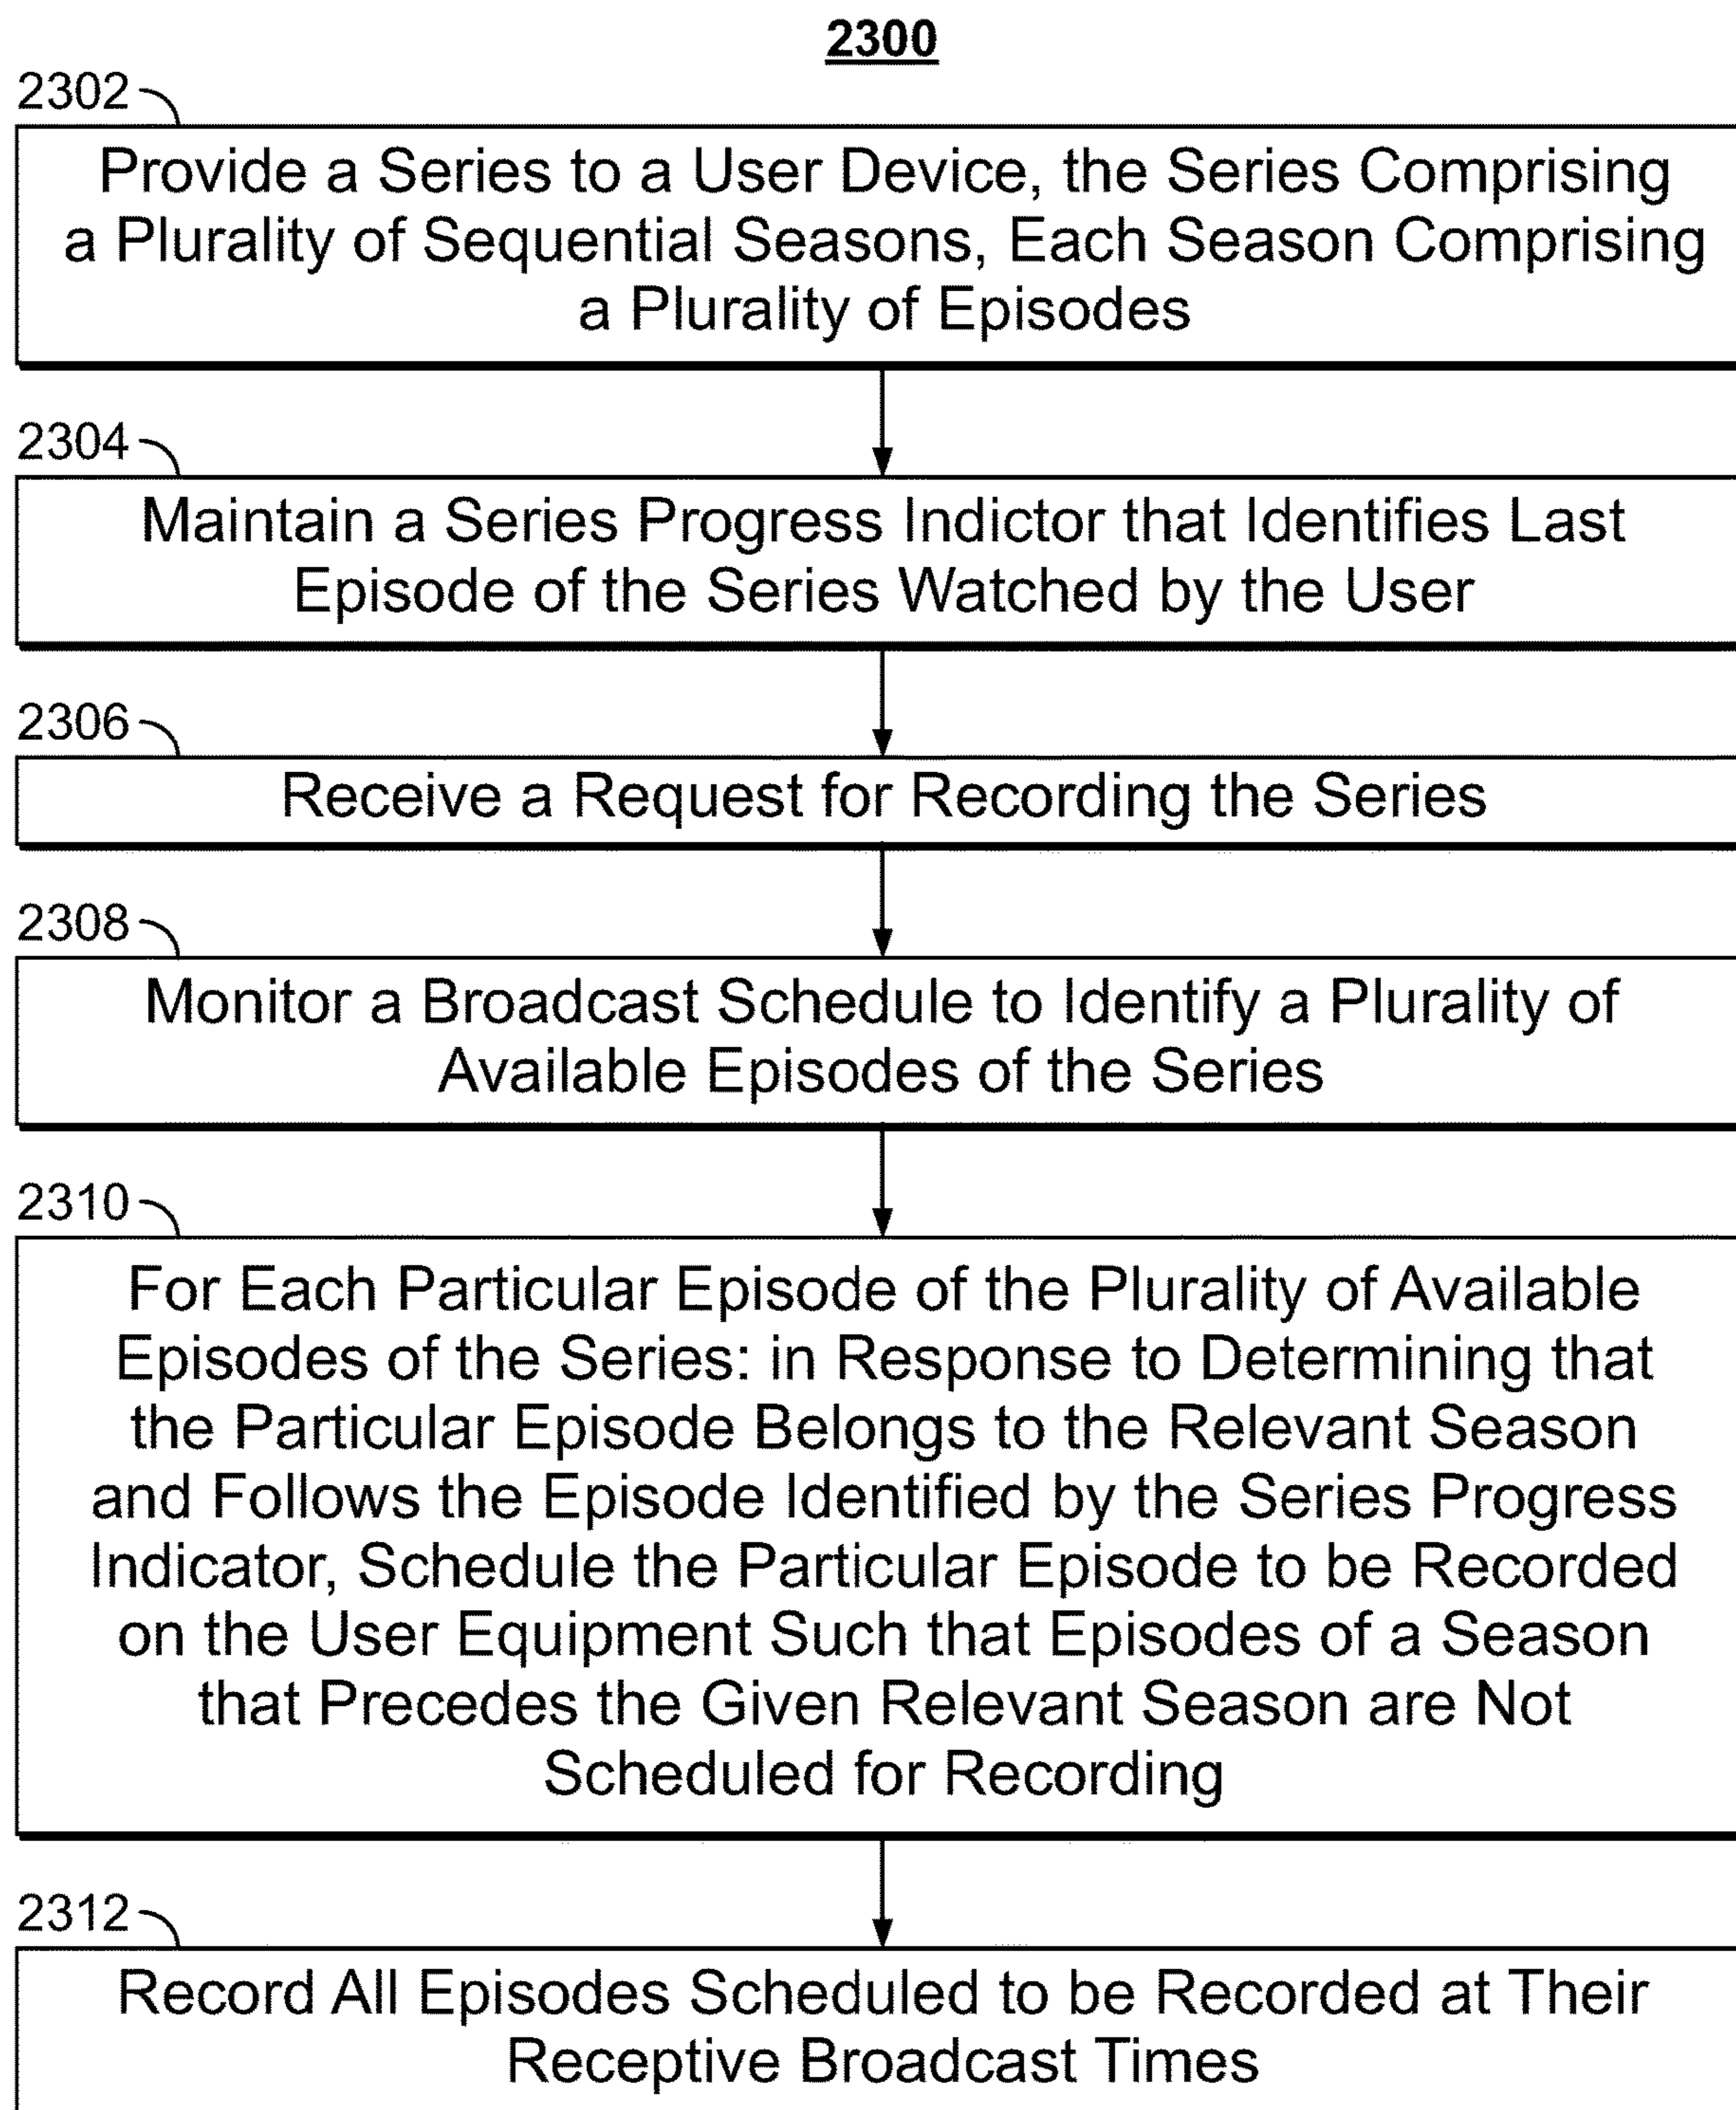 2300
2302
Provide a Series to a User Device, the Series Comprising
a Plurality of Sequential Seasons, Each Season Comprising
a Plurality of Episodes
2304
Maintain a Series Progress Indictor that Identifies Last
Episode of the Series Watched by the User
2306
Receive a Request for Recording the Series
2308
Monitor a Broadcast Schedule to Identify a Plurality of
Available Episodes of the Series
2310
For Each Particular Episode of the Plurality of Available
Episodes of the Series: in Response to Determining that
the Particular Episode Belongs to the Relevant Season
and Follows the Episode Identified by the Series Progress
Indicator, Schedule the Particular Episode to be Recorded
on the User Equipment Such that Episodes of a Season
that Precedes the Given Relevant Season are Not
Scheduled for Recording
2312
Record All Episodes Scheduled to be Recorded at Their
Receptive Broadcast Times